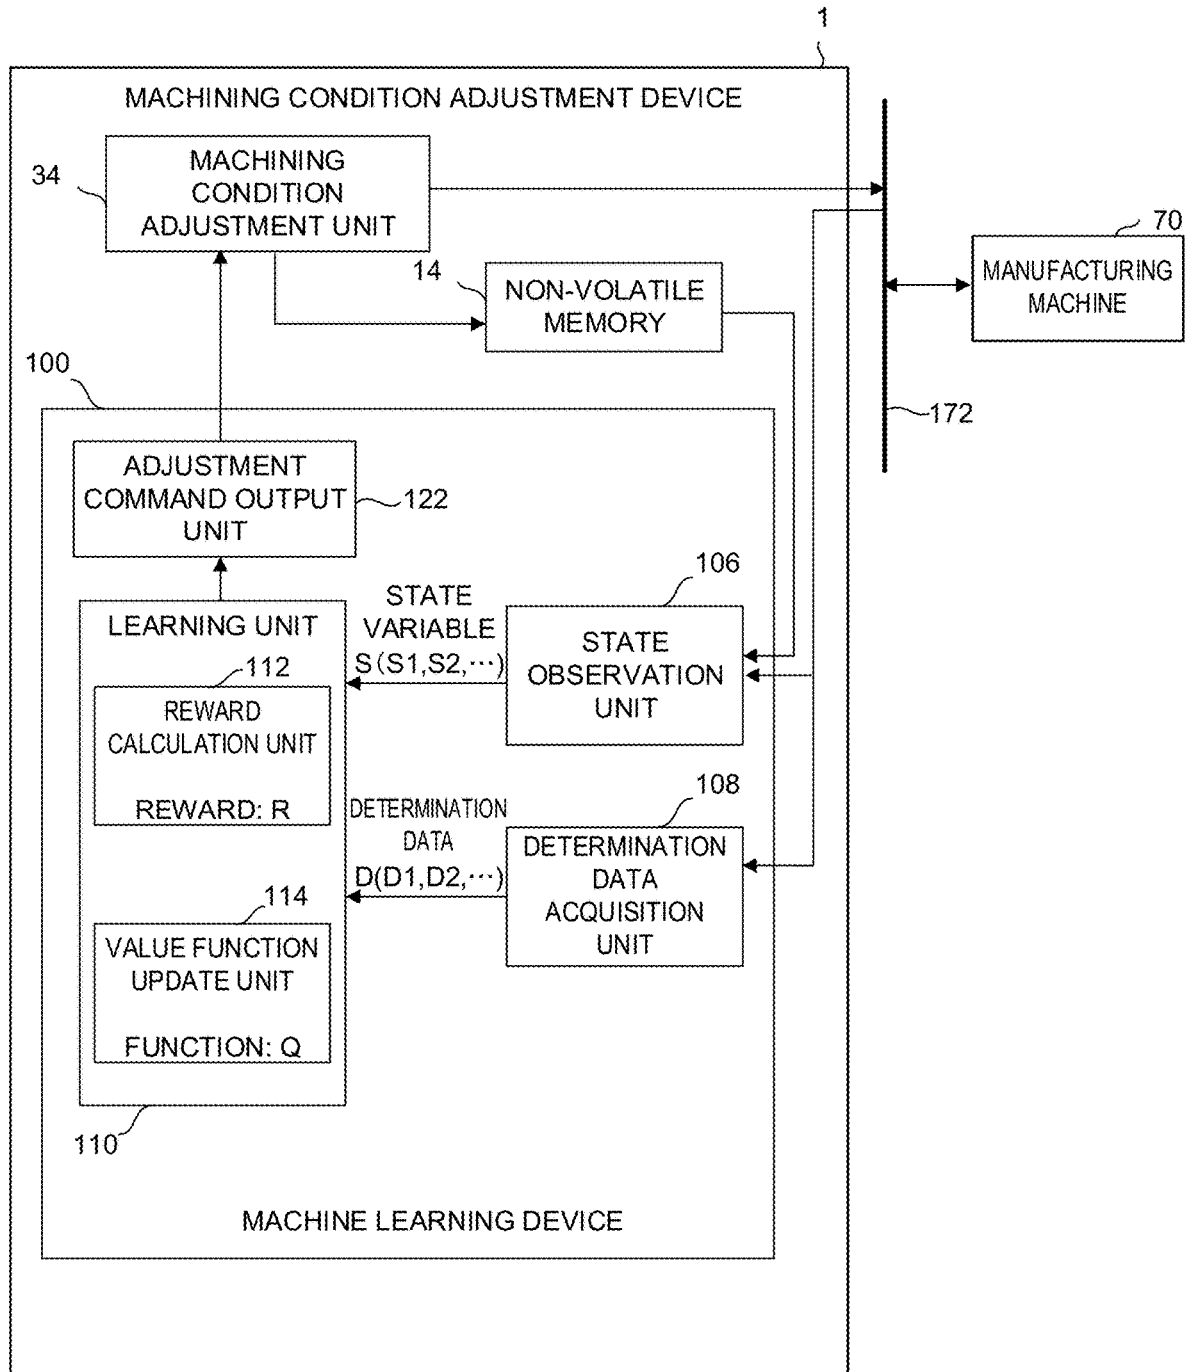 1
MACHINING CONDITION ADJUSTMENT DEVICE
34
MACHINING
CONDITION
ADJUSTMENT UNIT
14
NON-VOLATILE
MEMORY
70
MANUFACTURING
MACHINE
172
100
ADJUSTMENT
COMMAND OUTPUT
UNIT
122
106
STATE
OBSERVATION
UNIT
STATE
VARIABLE
S(S1,S2,···)
LEARNING UNIT
112
REWARD
CALCULATION UNIT
REWARD: R
DETERMINATION
DATA
D(D1,D2,···)
108
DETERMINATION
DATA
ACQUISITION
UNIT
114
VALUE FUNCTION
UPDATE UNIT
FUNCTION: Q
110
MACHINE LEARNING DEVICE